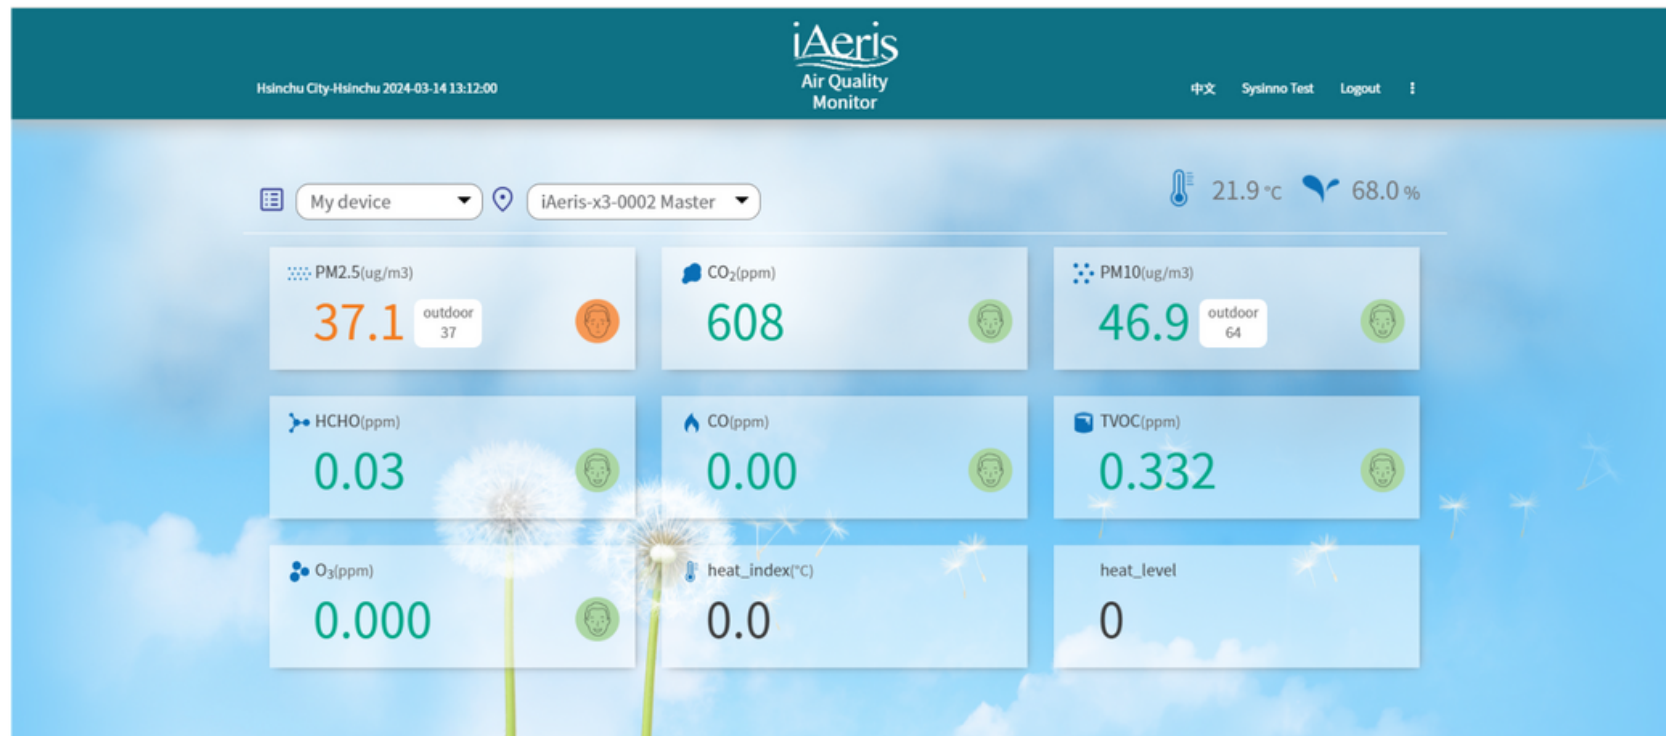 iAeris
Air Quality
Monitor
Hsinchu City-Hsinchu 2024-03-14 13:12:00
中文 Sysinno Test Logout
My device
iAeris-x3-0002 Master
21.9 °C
68.0 %
PM2.5(ug/m3)
37.1
outdoor
37
CO₂(ppm)
608
PM10(ug/m3)
46.9
outdoor
64
HCHO(ppm)
0.03
CO(ppm)
0.00
TVOC(ppm)
0.332
O₃(ppm)
0.000
heat_index(°C)
0.0
heat_level
0